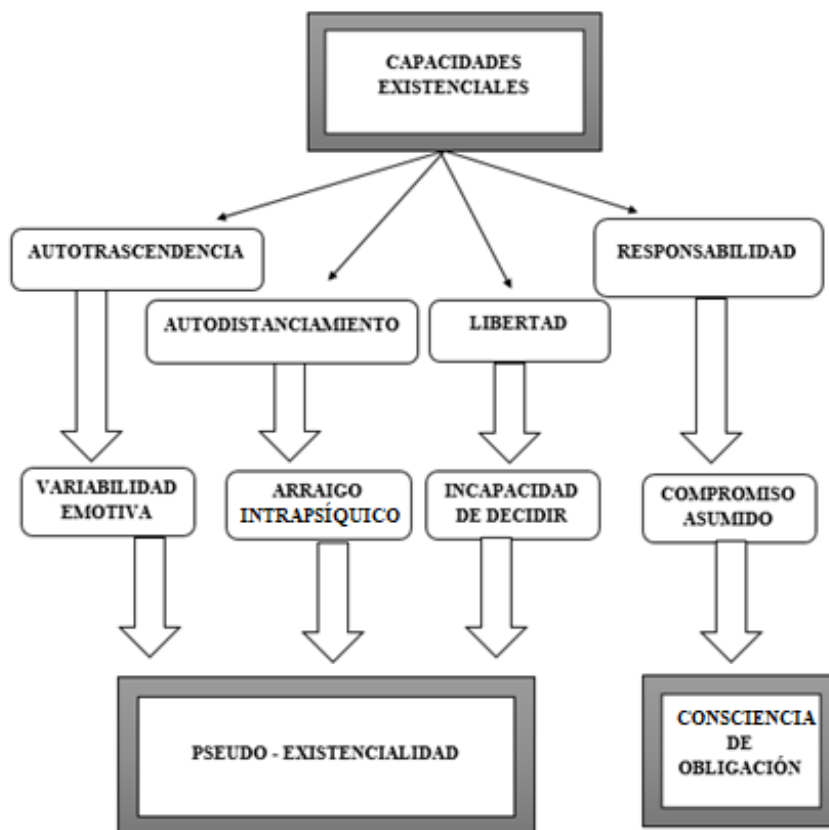 CAPACIDADES
EXISTENCIALES
AUTOTRASCENDENCIA
RESPONSABILIDAD
AUTODISTANCIAMIENTO
LIBERTAD
VARIABILIDAD
EMOTIVA
ARRAIGO
INTRAPSÍQUICO
INCAPACIDAD
DE DECIDIR
COMPROMISO
ASUMIDO
PSEUDO - EXISTENCIALIDAD
CONSCIENCIA
DE
OBLIGACIÓN